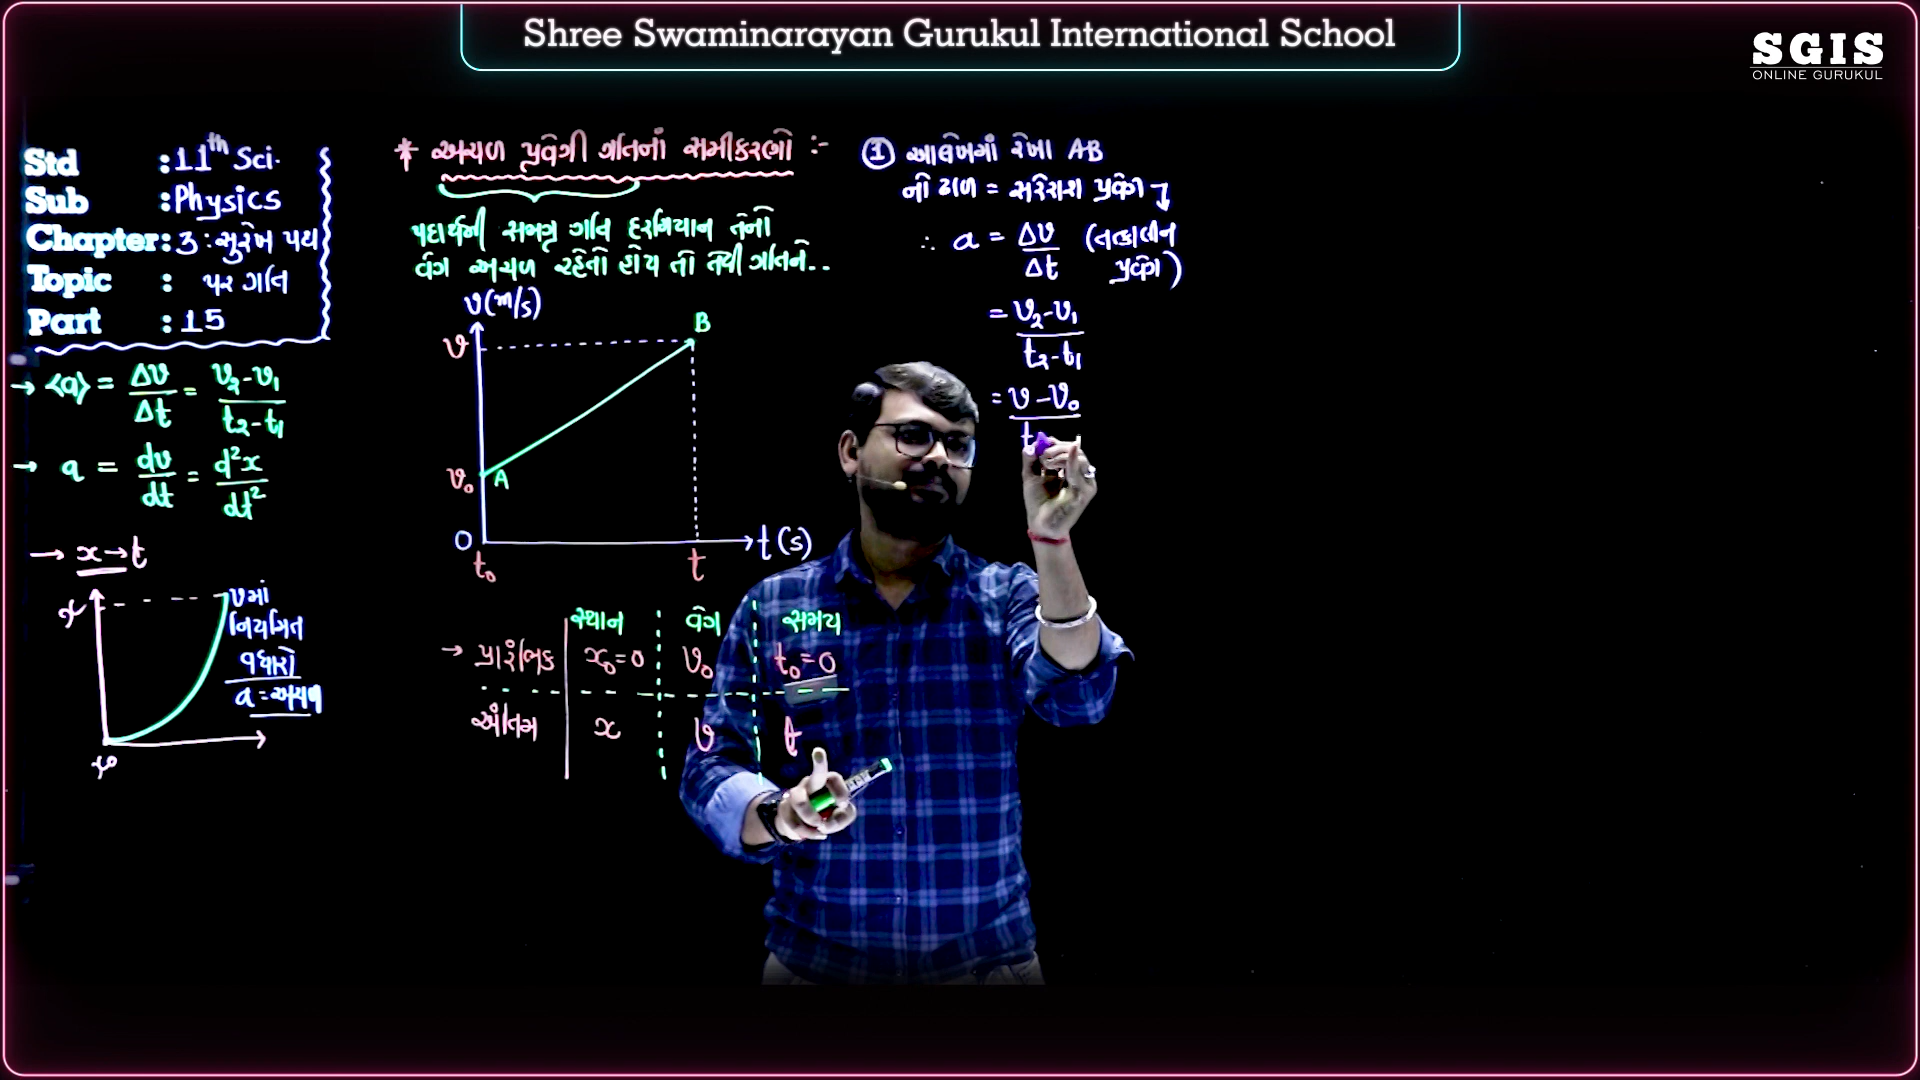 Shree Swaminarayan Gurukul International School
SGIS
ONLINE GURUKUL
Std : 11th Sci.
Sub : Physics
Chapter : 3 : સુરેખ પથ
Topic : પર ગતિ
Part : 15
→ <a> = Δv/Δt = v₂-v₁/t₂-t₁
→ a = dv/dt = d²x/dt²
→ x→t
x
vમાં
નિયમિત
વધારો
a = અચળ
* અચળ પ્રવેગી ગતિનાં સમીકરણો :-
પદાર્થની સમગ્ર ગતિ દરમિયાન તેનો
વેગ અચળ રહેતો હોય તો તેવી ગતિને..
v(m/s)
v
B
v₀
A
O
t(s)
t₀
t
સ્થાન વેગ સમય
→ પ્રારંભિક x₀=0 v₀ t₀=0
અંતિમ x v t
① આલેખમાં રેખા AB
નો ઢાળ = સરેરાશ પ્રવેગ
∴ a = Δv/Δt (તત્કાલીન
પ્રવેગ)
= v₂-v₁/t₂-t₁
= v-v₀/t